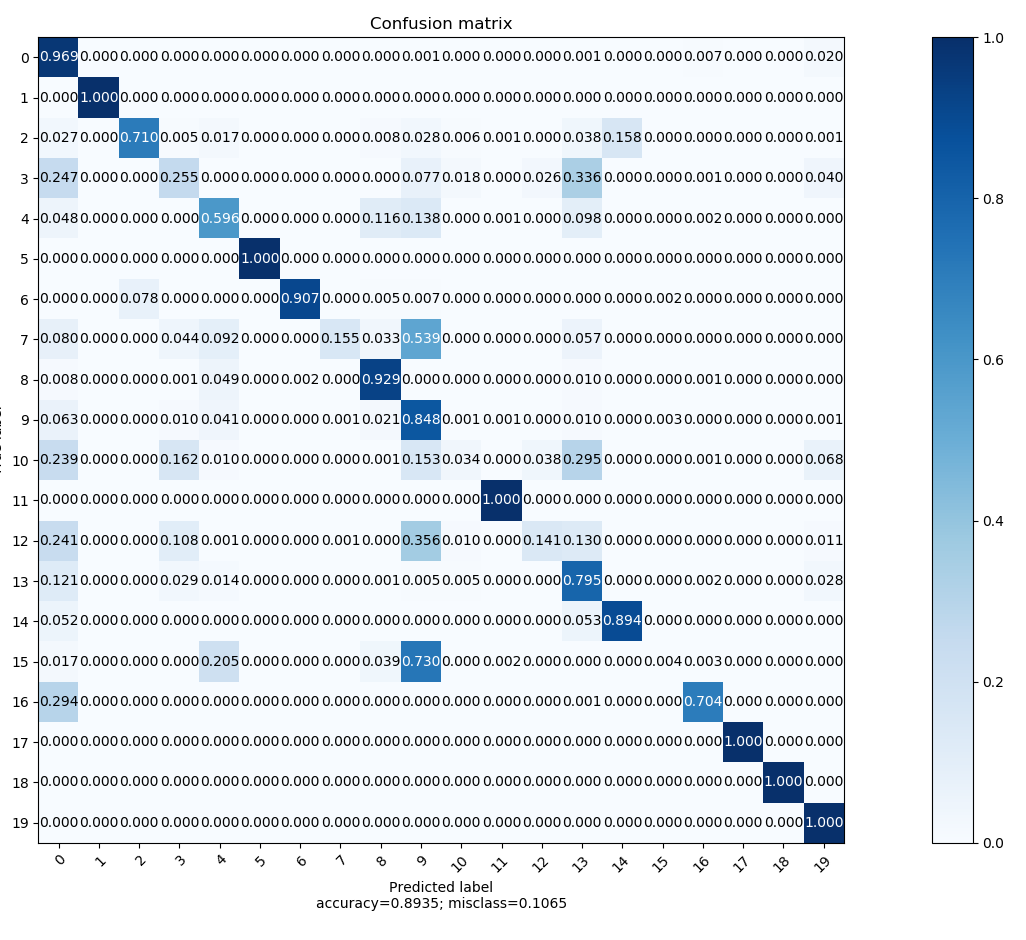 Confusion matrix
0 0.969 0.000 0.000 0.000 0.000 0.000 0.000 0.000 0.000 0.001 0.000 0.000 0.000 0.001 0.000 0.000 0.007 0.000 0.000 0.020
1 0.000 1.000 0.000 0.000 0.000 0.000 0.000 0.000 0.000 0.000 0.000 0.000 0.000 0.000 0.000 0.000 0.000 0.000 0.000 0.000
2 0.027 0.000 0.710 0.005 0.017 0.000 0.000 0.000 0.008 0.028 0.006 0.001 0.000 0.038 0.158 0.000 0.000 0.000 0.000 0.001
3 0.247 0.000 0.000 0.255 0.000 0.000 0.000 0.000 0.000 0.077 0.018 0.000 0.026 0.336 0.000 0.000 0.001 0.000 0.000 0.040
4 0.048 0.000 0.000 0.000 0.596 0.000 0.000 0.000 0.116 0.138 0.000 0.001 0.000 0.098 0.000 0.000 0.002 0.000 0.000 0.000
5 0.000 0.000 0.000 0.000 0.000 1.000 0.000 0.000 0.000 0.000 0.000 0.000 0.000 0.000 0.000 0.000 0.000 0.000 0.000 0.000
6 0.000 0.000 0.078 0.000 0.000 0.000 0.907 0.000 0.005 0.007 0.000 0.000 0.000 0.000 0.000 0.002 0.000 0.000 0.000 0.000
7 0.080 0.000 0.000 0.044 0.092 0.000 0.000 0.155 0.033 0.539 0.000 0.000 0.000 0.057 0.000 0.000 0.000 0.000 0.000 0.000
8 0.008 0.000 0.000 0.001 0.049 0.000 0.002 0.000 0.929 0.000 0.000 0.000 0.000 0.010 0.000 0.000 0.001 0.000 0.000 0.000
9 0.063 0.000 0.000 0.010 0.041 0.000 0.000 0.001 0.021 0.848 0.001 0.001 0.000 0.010 0.000 0.003 0.000 0.000 0.000 0.001
10 0.239 0.000 0.000 0.162 0.010 0.000 0.000 0.000 0.001 0.153 0.034 0.000 0.038 0.295 0.000 0.000 0.001 0.000 0.000 0.068
11 0.000 0.000 0.000 0.000 0.000 0.000 0.000 0.000 0.000 0.000 0.000 1.000 0.000 0.000 0.000 0.000 0.000 0.000 0.000 0.000
12 0.241 0.000 0.000 0.108 0.001 0.000 0.000 0.001 0.000 0.356 0.010 0.000 0.141 0.130 0.000 0.000 0.000 0.000 0.000 0.011
13 0.121 0.000 0.000 0.029 0.014 0.000 0.000 0.000 0.001 0.005 0.005 0.000 0.000 0.795 0.000 0.000 0.002 0.000 0.000 0.028
14 0.052 0.000 0.000 0.000 0.000 0.000 0.000 0.000 0.000 0.000 0.000 0.000 0.000 0.053 0.894 0.000 0.000 0.000 0.000 0.000
15 0.017 0.000 0.000 0.000 0.205 0.000 0.000 0.000 0.039 0.730 0.000 0.002 0.000 0.000 0.000 0.004 0.003 0.000 0.000 0.000
16 0.294 0.000 0.000 0.000 0.000 0.000 0.000 0.000 0.000 0.000 0.000 0.000 0.000 0.001 0.000 0.000 0.704 0.000 0.000 0.000
17 0.000 0.000 0.000 0.000 0.000 0.000 0.000 0.000 0.000 0.000 0.000 0.000 0.000 0.000 0.000 0.000 0.000 1.000 0.000 0.000
18 0.000 0.000 0.000 0.000 0.000 0.000 0.000 0.000 0.000 0.000 0.000 0.000 0.000 0.000 0.000 0.000 0.000 0.000 1.000 0.000
19 0.000 0.000 0.000 0.000 0.000 0.000 0.000 0.000 0.000 0.000 0.000 0.000 0.000 0.000 0.000 0.000 0.000 0.000 0.000 1.000
0 1 2 3 4 5 6 7 8 9 10 11 12 13 14 15 16 17 18 19
Predicted label
accuracy=0.8935; misclass=0.1065
1.0
0.8
0.6
0.4
0.2
0.0